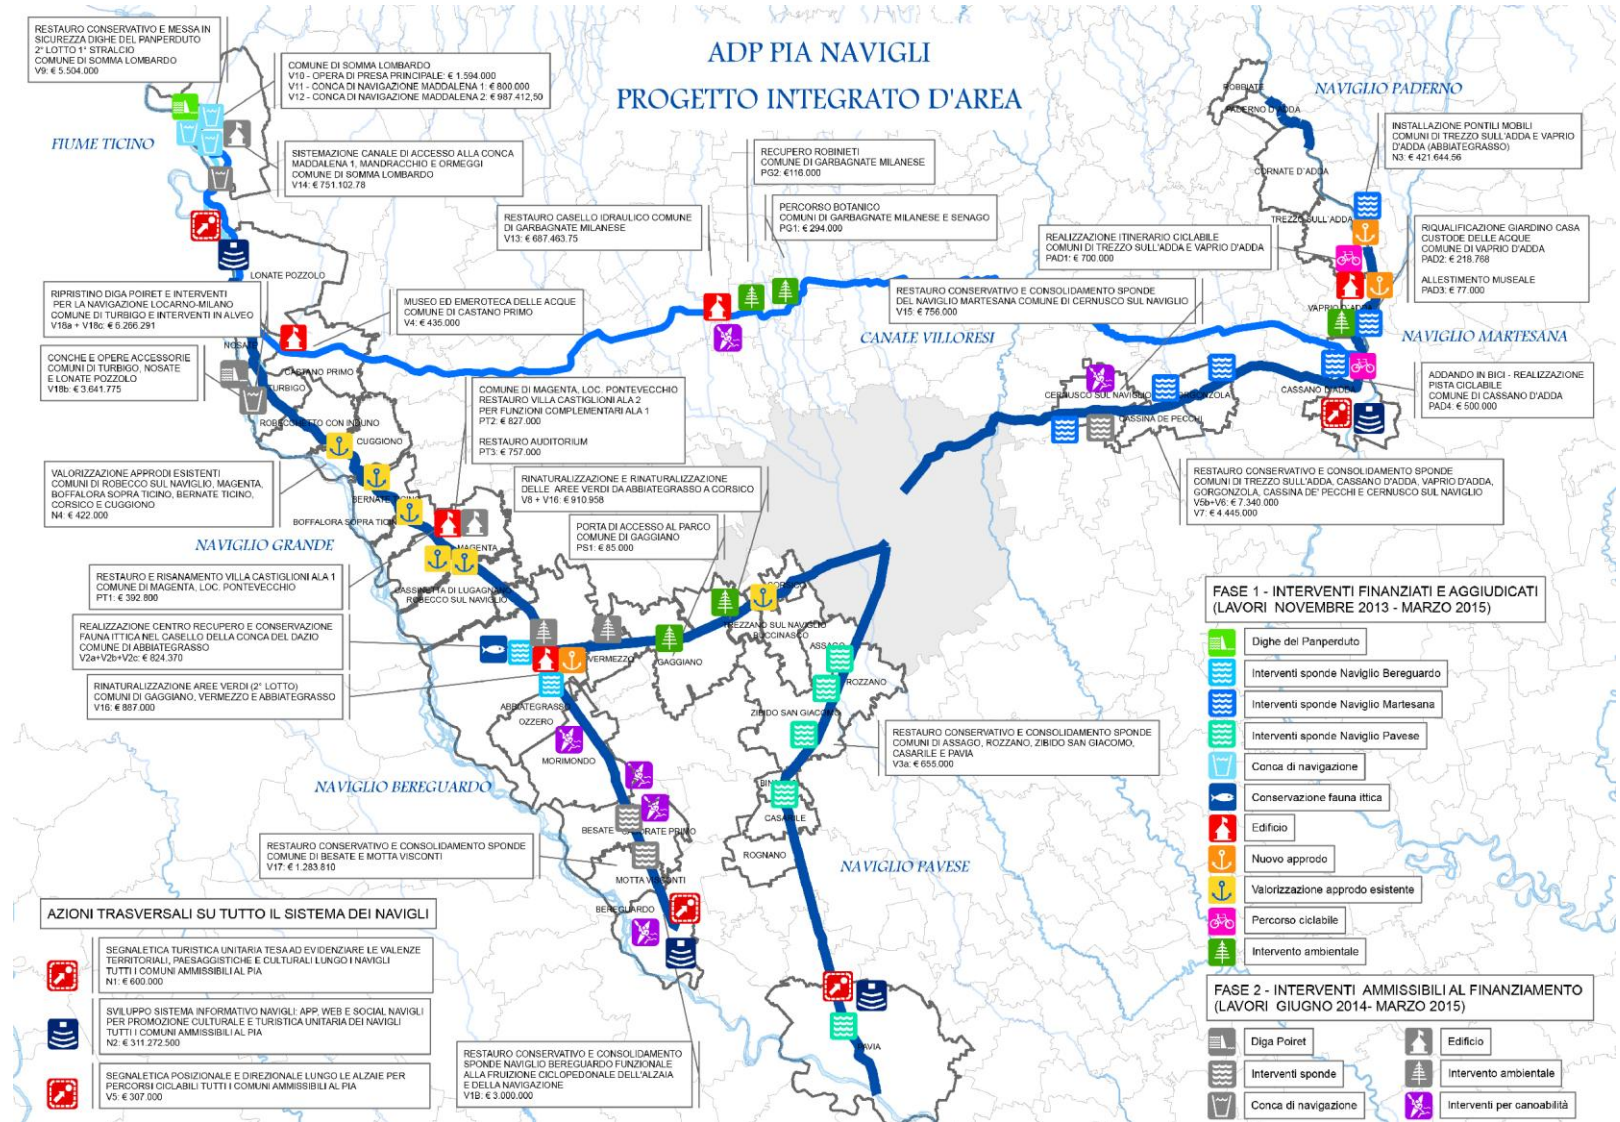 ADP PIA NAVIGLI
PROGETTO INTEGRATO D'AREA
RESTAURO CONSERVATIVO E MESSA IN
SICUREZZA DIGHE DEL PANPERDUTO
2° LOTTO 1° STRALCIO
COMUNE DI SOMMA LOMBARDO
V9: € 5.504.000
COMUNE DI SOMMA LOMBARDO
V10 - OPERA DI PRESA PRINCIPALE: € 1.594.000
V11 - CONCA DI NAVIGAZIONE MADDALENA 1: € 800.000
V12 - CONCA DI NAVIGAZIONE MADDALENA 2: € 987.412,50
FIUME TICINO
SISTEMAZIONE CANALE DI ACCESSO ALLA CONCA
MADDALENA 1, MANDRACCHIO E ORMEGGI
COMUNE DI SOMMA LOMBARDO
V14: € 751.102.78
RECUPERO ROBINIETI
COMUNE DI GARBAGNATE MILANESE
PG2: €116.000
RESTAURO CASELLO IDRAULICO COMUNE
DI GARBAGNATE MILANESE
V13: € 687.463.75
PERCORSO BOTANICO
COMUNI DI GARBAGNATE MILANESE E SENAGO
PG1: € 294.000
ROBBIATE
PADERNO D'ADDA
NAVIGLIO PADERNO
INSTALLAZIONE PONTILI MOBILI
COMUNI DI TREZZO SULL'ADDA E VAPRIO
D'ADDA (ABBIATEGRASSO)
N3: € 421.644.56
CORNATE D'ADDA
TREZZO SULL'ADDA
REALIZZAZIONE ITINERARIO CICLABILE
COMUNI DI TREZZO SULL'ADDA E VAPRIO D'ADDA
PAD1: € 700.000
RIQUALIFICAZIONE GIARDINO CASA
CUSTODE DELLE ACQUE
COMUNE DI VAPRIO D'ADDA
PAD2: € 218.768
ALLESTIMENTO MUSEALE
PAD3: € 77.000
LONATE POZZOLO
RIPRISTINO DIGA POIRET E INTERVENTI
PER LA NAVIGAZIONE LOCARNO-MILANO
COMUNE DI TURBIGO E INTERVENTI IN ALVEO
V18a + V18c: € 6.266.291
MUSEO ED EMEROTECA DELLE ACQUE
COMUNE DI CASTANO PRIMO
V4: € 435.000
RESTAURO CONSERVATIVO E CONSOLIDAMENTO SPONDE
DEL NAVIGLIO MARTESANA COMUNE DI CERNUSCO SUL NAVIGLIO
V15: € 756.000
VAPRIO D'ADDA
CANALE VILLORESI
NAVIGLIO MARTESANA
NOSATE
CONCHE E OPERE ACCESSORIE
COMUNI DI TURBIGO, NOSATE
E LONATE POZZOLO
V18b: € 3.641.775
CASTANO PRIMO
TURBIGO
ROBECCHETTO CON INDUNO
CUGGIONO
COMUNE DI MAGENTA, LOC. PONTEVECCHIO
RESTAURO VILLA CASTIGLIONI ALA 2
PER FUNZIONI COMPLEMENTARI ALA 1
PT2: € 827.000
RESTAURO AUDITORIUM
PT3: € 757.000
CERNUSCO SUL NAVIGLIO
GORGONZOLA
CASSINA DE PECCHI
CASSANO D'ADDA
ADDANDO IN BICI - REALIZZAZIONE
PISTA CICLABILE
COMUNE DI CASSANO D'ADDA
PAD4: € 500.000
VALORIZZAZIONE APPRODI ESISTENTI
COMUNI DI ROBECCO SUL NAVIGLIO, MAGENTA,
BOFFALORA SOPRA TICINO, BERNATE TICINO,
CORSICO E CUGGIONO
N4: € 422.000
BERNATE TICINO
BOFFALORA SOPRA TICINO
MAGENTA
RINATURALIZZAZIONE E RINATURALIZZAZIONE
DELLE AREE VERDI DA ABBIATEGRASSO A CORSICO
V8 + V16: € 910.958
RESTAURO CONSERVATIVO E CONSOLIDAMENTO SPONDE
COMUNI DI TREZZO SULL'ADDA, CASSANO D'ADDA, VAPRIO D'ADDA,
GORGONZOLA, CASSINA DE' PECCHI E CERNUSCO SUL NAVIGLIO
V5b+V6: € 7.340.000
V7: € 4.445.000
PORTA DI ACCESSO AL PARCO
COMUNE DI GAGGIANO
PS1: € 85.000
NAVIGLIO GRANDE
RESTAURO E RISANAMENTO VILLA CASTIGLIONI ALA 1
COMUNE DI MAGENTA, LOC. PONTEVECCHIO
PT1: € 392.800
CASSINETTA DI LUGAGNANO
ROBECCO SUL NAVIGLIO
CORSICO
REALIZZAZIONE CENTRO RECUPERO E CONSERVAZIONE
FAUNA ITTICA NEL CASELLO DELLA CONCA DEL DAZIO
COMUNE DI ABBIATEGRASSO
V2a+V2b+V2c: € 824.370
TREZZANO SUL NAVIGLIO
BUCCINASCO
ASSAGO
VERMEZZO
GAGGIANO
ROZZANO
RINATURALIZZAZIONE AREE VERDI (2° LOTTO)
COMUNI DI GAGGIANO, VERMEZZO E ABBIATEGRASSO
V16: € 887.000
ABBIATEGRASSO
OZZERO
ZIBIDO SAN GIACOMO
MORIMONDO
RESTAURO CONSERVATIVO E CONSOLIDAMENTO SPONDE
COMUNI DI ASSAGO, ROZZANO, ZIBIDO SAN GIACOMO,
CASARILE E PAVIA
V3a: € 655.000
NAVIGLIO BEREGUARDO
CASARILE
BESATE
ROGNANO
NAVIGLIO PAVESE
RESTAURO CONSERVATIVO E CONSOLIDAMENTO SPONDE
COMUNE DI BESATE E MOTTA VISCONTI
V17: € 1.283.810
MOTTA VISCONTI
BEREGUARDO
PAVIA
AZIONI TRASVERSALI SU TUTTO IL SISTEMA DEI NAVIGLI
SEGNALETICA TURISTICA UNITARIA TESA AD EVIDENZIARE LE VALENZE
TERRITORIALI, PAESAGGISTICHE E CULTURALI LUNGO I NAVIGLI
TUTTI I COMUNI AMMISSIBILI AL PIA
N1: € 600.000
SVILUPPO SISTEMA INFORMATIVO NAVIGLI: APP, WEB E SOCIAL NAVIGLI
PER PROMOZIONE CULTURALE E TURISTICA UNITARIA DEI NAVIGLI
TUTTI I COMUNI AMMISSIBILI AL PIA
N2: € 311.272.500
SEGNALETICA POSIZIONALE E DIREZIONALE LUNGO LE ALZAIE PER
PERCORSI CICLABILI TUTTI I COMUNI AMMISSIBILI AL PIA
V5: € 307.000
RESTAURO CONSERVATIVO E CONSOLIDAMENTO
SPONDE NAVIGLIO BEREGUARDO FUNZIONALE
ALLA FRUIZIONE CICLOPEDONALE DELL'ALZAIA
E DELLA NAVIGAZIONE
V1B: € 3.000.000
FASE 1 - INTERVENTI FINANZIATI E AGGIUDICATI
(LAVORI NOVEMBRE 2013 - MARZO 2015)
Dighe del Panperduto
Interventi sponde Naviglio Bereguardo
Interventi sponde Naviglio Martesana
Interventi sponde Naviglio Pavese
Conca di navigazione
Conservazione fauna ittica
Edificio
Nuovo approdo
Valorizzazione approdo esistente
Percorso ciclabile
Intervento ambientale
FASE 2 - INTERVENTI AMMISSIBILI AL FINANZIAMENTO
(LAVORI GIUGNO 2014- MARZO 2015)
Diga Poiret
Edificio
Interventi sponde
Intervento ambientale
Conca di navigazione
Interventi per canoabilità